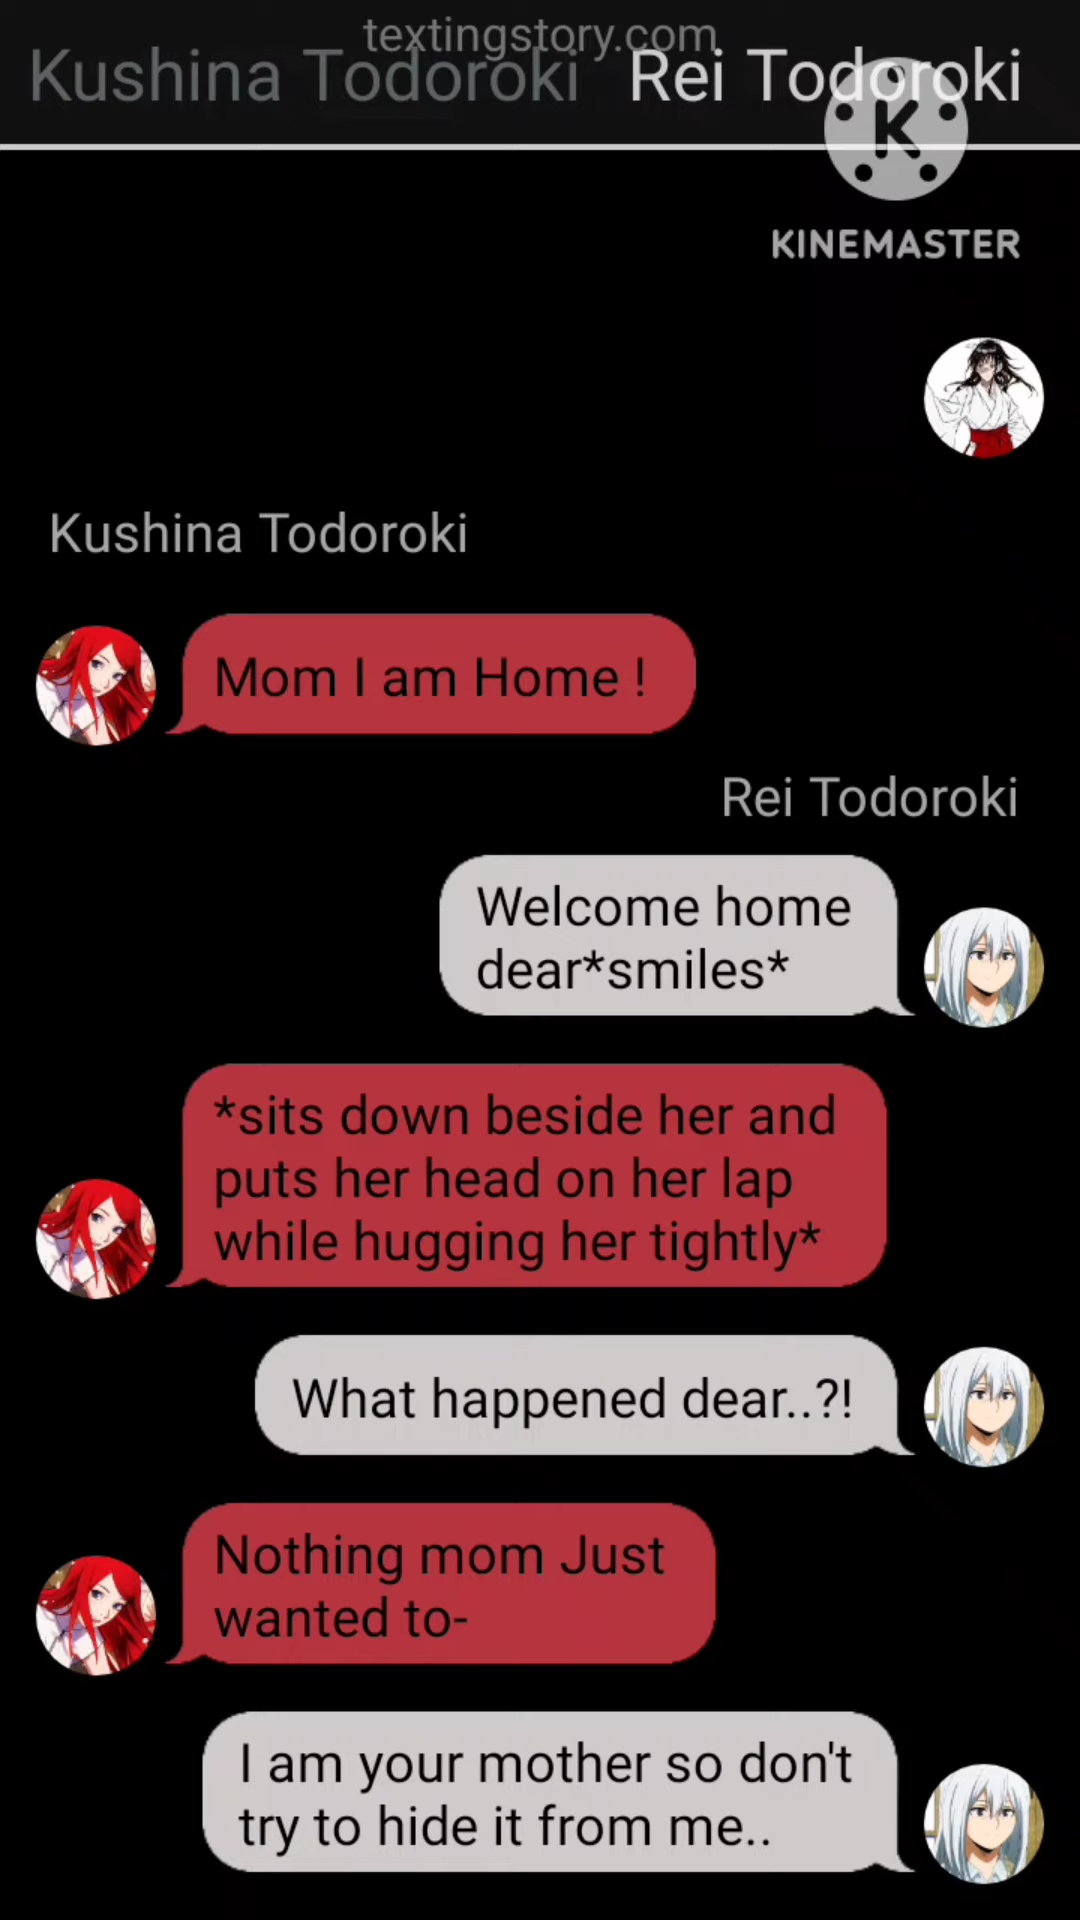 textingstory.com
Kushina Todoroki Rei Todoroki
K
KINEMASTER
Kushina Todoroki
Mom I am Home !
Rei Todoroki
Welcome home
dear*smiles*
*sits down beside her and
puts her head on her lap
while hugging her tightly*
What happened dear..?!
Nothing mom Just
wanted to-
I am your mother so don't
try to hide it from me..